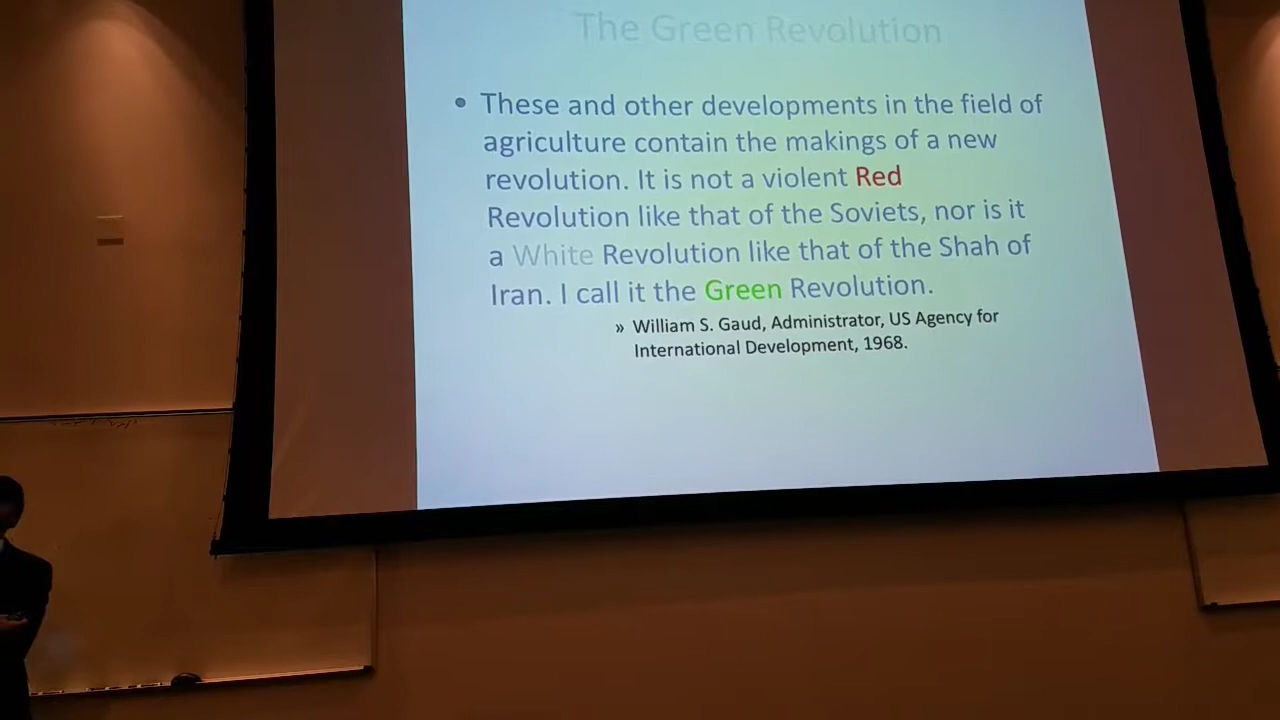 The Green Revolution
• These and other developments in the field of
agriculture contain the makings of a new
revolution. It is not a violent Red
Revolution like that of the Soviets, nor is it
a White Revolution like that of the Shah of
Iran. I call it the Green Revolution.
» William S. Gaud, Administrator, US Agency for
International Development, 1968.